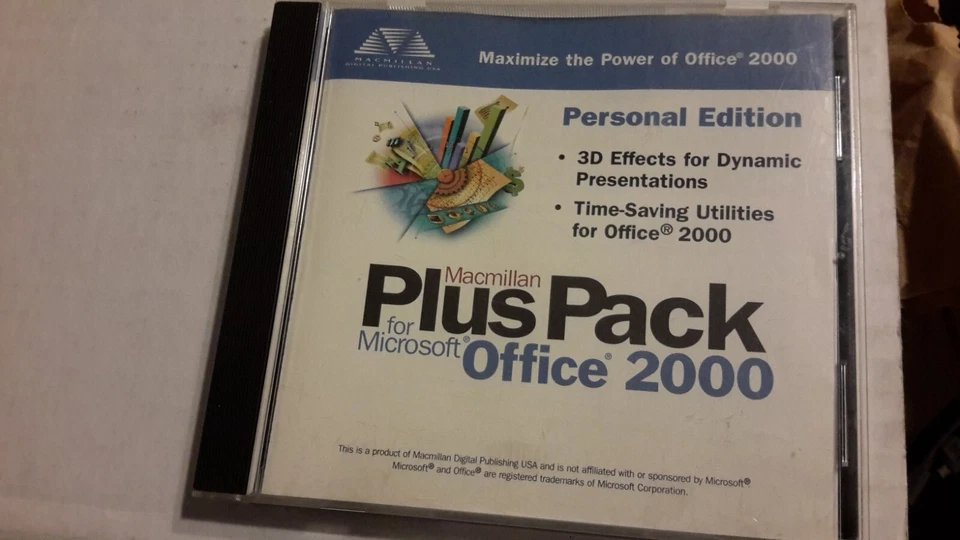 MACMILLAN
DIGITAL PUBLISHING USA
Maximize the Power of Office® 2000
Personal Edition
• 3D Effects for Dynamic
Presentations
• Time-Saving Utilities
for Office® 2000
Macmillan
Plus Pack
for
Microsoft®
Office® 2000
This is a product of Macmillan Digital Publishing USA and is not affiliated with or sponsored by Microsoft®.
Microsoft® and Office® are registered trademarks of Microsoft Corporation.